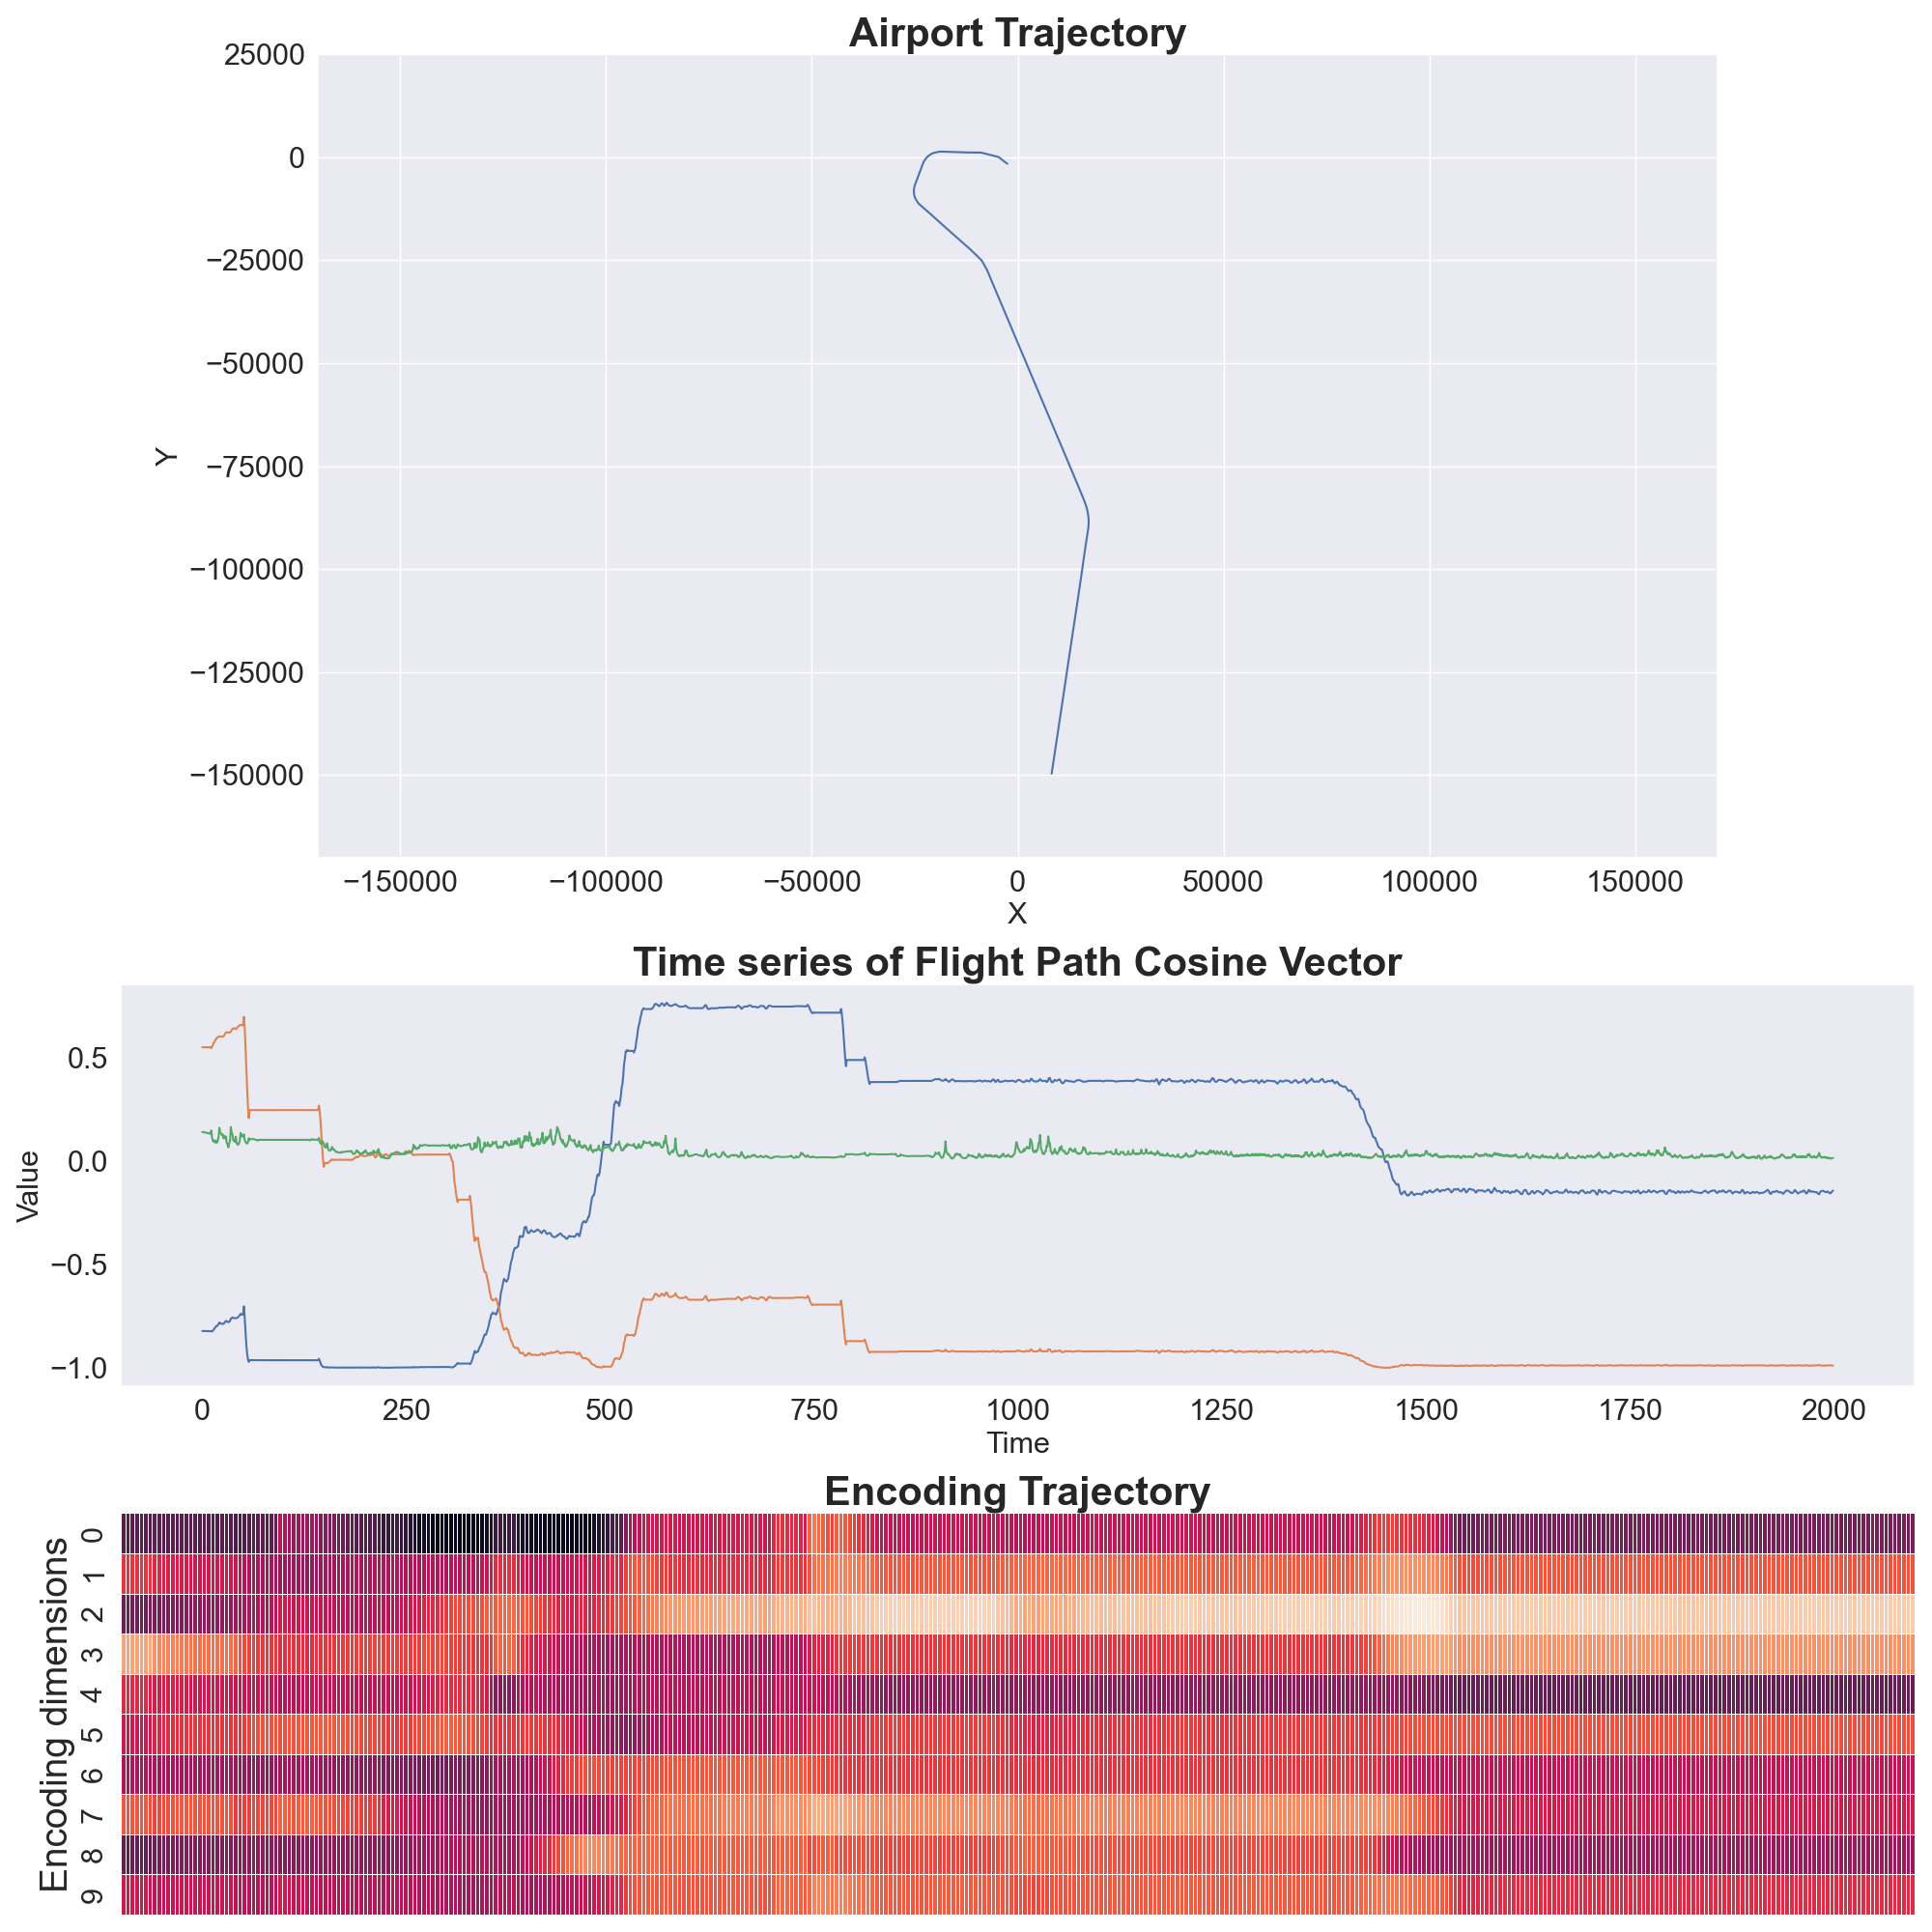 Airport Trajectory
25000
0
−25000
−50000
−75000
−100000
−125000
−150000
Y
−150000 −100000 −50000 0 50000 100000 150000
X
Time series of Flight Path Cosine Vector
0.5
0.0
−0.5
−1.0
Value
0 250 500 750 1000 1250 1500 1750 2000
Time
Encoding Trajectory
0
1
2
3
4
5
6
7
8
9
Encoding dimensions